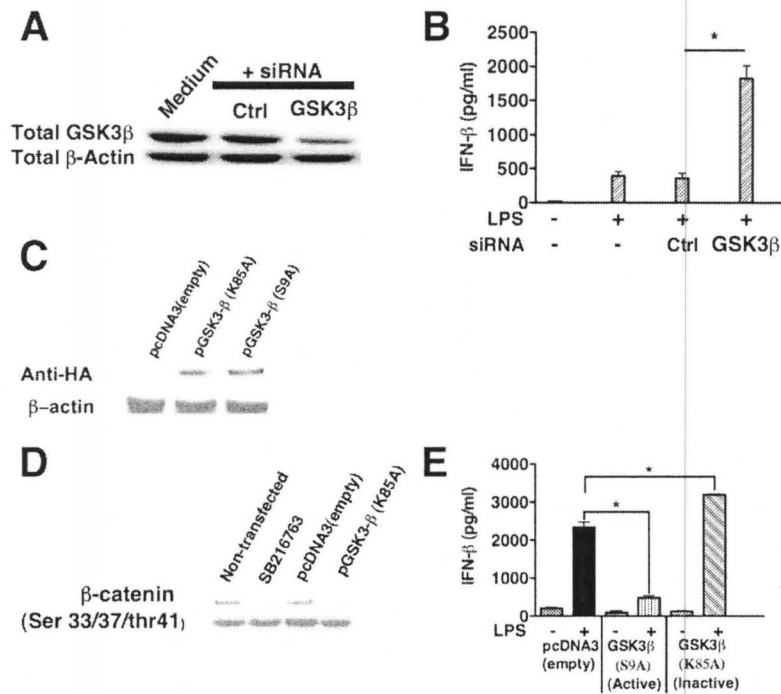 A
+ siRNA
Medium
Ctrl
GSK3β
Total GSK3β
Total β-Actin
B
*
IFN-β (pg/ml)
2500
2000
1500
1000
500
0
LPS - + + +
siRNA - - Ctrl GSK3β
C
pcDNA3(empty)
pGSK3-β (K85A)
pGSK3-β (S9A)
Anti-HA
β-actin
D
Non-transfected
SB216763
pcDNA3(empty)
pGSK3-β (K85A)
β-catenin
(Ser 33/37/thr41)
E
*
*
IFN-β (pg/ml)
4000
3000
2000
1000
0
LPS - + - + - +
pcDNA3 GSK3β GSK3β
(empty) (S9A) (K85A)
(Active) (Inactive)